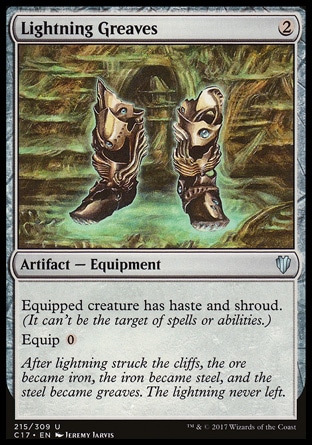 Lightning Greaves 2
Artifact — Equipment
Equipped creature has haste and shroud.
(It can't be the target of spells or abilities.)
Equip 0
After lightning struck the cliffs, the ore
became iron, the iron became steel, and the
steel became greaves. The lightning never left.
215/309 U
C17 • EN Jeremy Jarvis
™ & © 2017 Wizards of the Coast